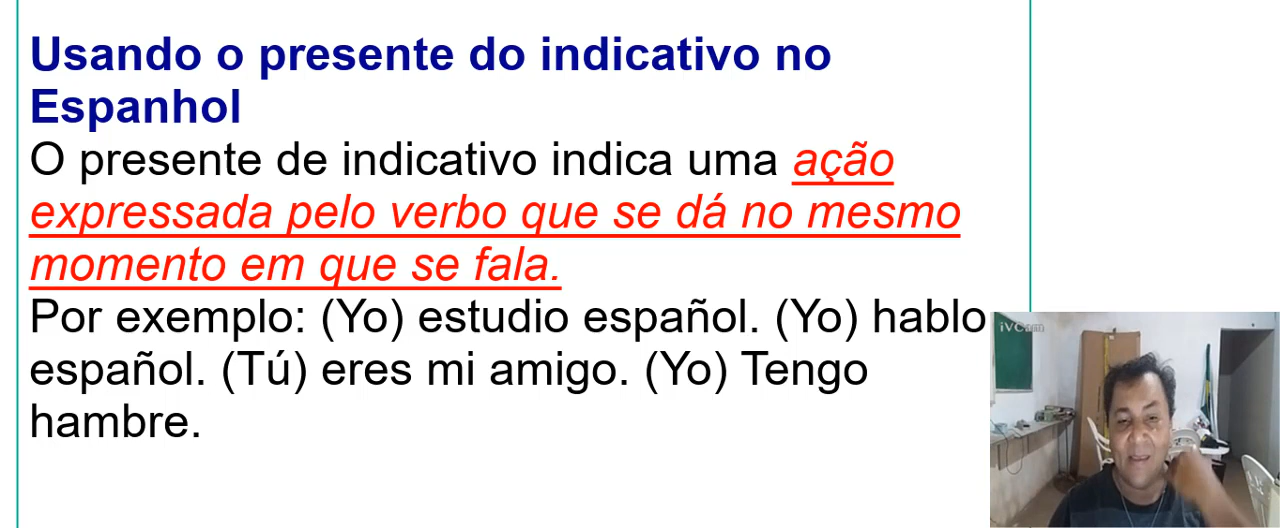 Usando o presente do indicativo no
Espanhol
O presente de indicativo indica uma ação
expressada pelo verbo que se dá no mesmo
momento em que se fala.
Por exemplo: (Yo) estudio español. (Yo) hablo
español. (Tú) eres mi amigo. (Yo) Tengo
hambre.
iVCam